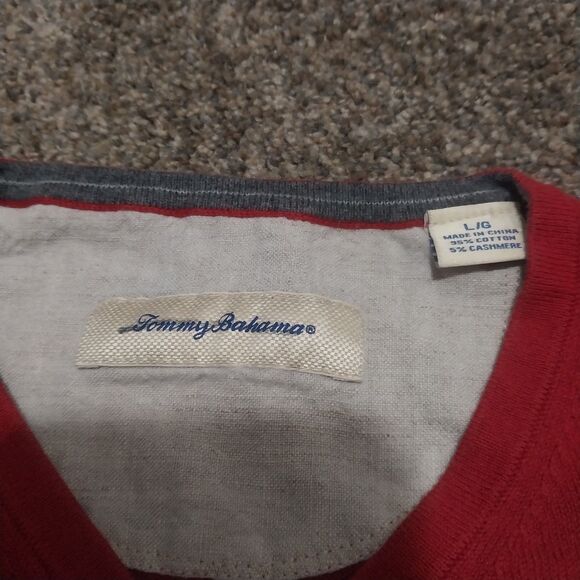 Tommy Bahama®
L/G
MADE IN CHINA
95% COTTON
5% CASHMERE